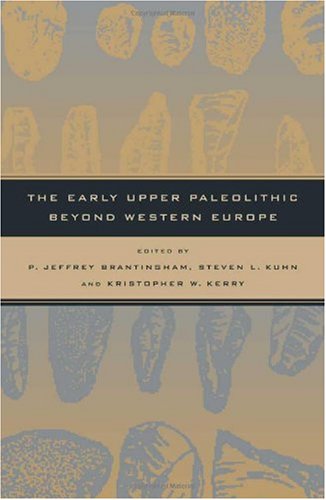 THE EARLY UPPER PALEOLITHIC
BEYOND WESTERN EUROPE
EDITED BY
P. JEFFREY BRANTINGHAM, STEVEN L. KUHN
AND KRISTOPHER W. KERRY